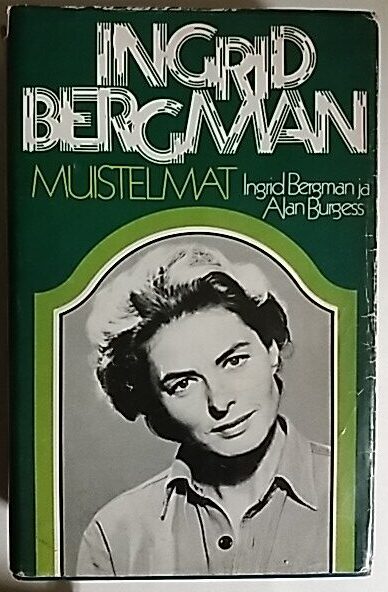 INGRID
BERGMAN
MUISTELMAT Ingrid Bergman ja
Alan Burgess